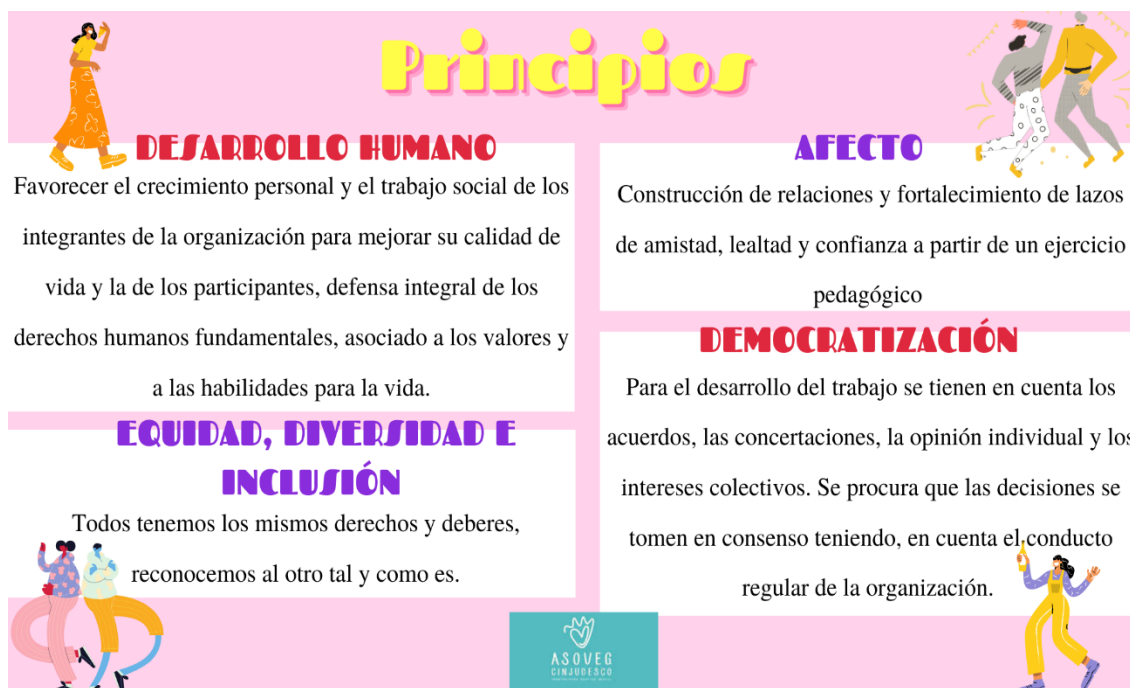 Principios
DESARROLLO HUMANO
Favorecer el crecimiento personal y el trabajo social de los
integrantes de la organización para mejorar su calidad de
vida y la de los participantes, defensa integral de los
derechos humanos fundamentales, asociado a los valores y
a las habilidades para la vida.
EQUIDAD, DIVERSIDAD E
INCLUSIÓN
Todos tenemos los mismos derechos y deberes,
reconocemos al otro tal y como es.
AFECTO
Construcción de relaciones y fortalecimiento de lazos
de amistad, lealtad y confianza a partir de un ejercicio
pedagógico
DEMOCRATIZACIÓN
Para el desarrollo del trabajo se tienen en cuenta los
acuerdos, las concertaciones, la opinión individual y los
intereses colectivos. Se procura que las decisiones se
tomen en consenso teniendo, en cuenta el conducto
regular de la organización.
ASOVEG
CINJUDESCO